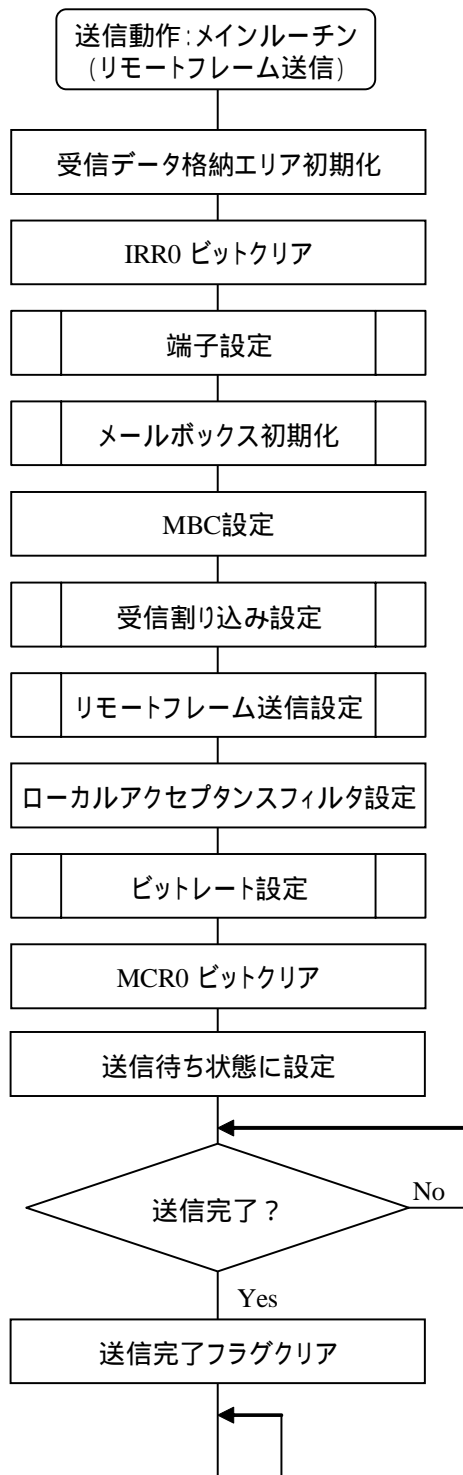 送信動作:メインルーチン
(リモートフレーム送信)
受信データ格納エリア初期化
IRR0 ビットクリア
端子設定
メールボックス初期化
MBC設定
受信割り込み設定
リモートフレーム送信設定
ローカルアクセプタンスフィルタ設定
ビットレート設定
MCR0 ビットクリア
送信待ち状態に設定
送信完了？
No
Yes
送信完了フラグクリア